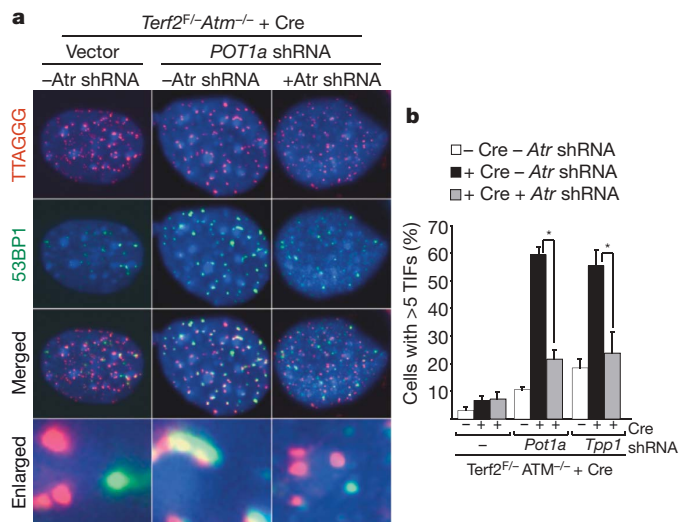 a
Terf2F/–Atm–/– + Cre
Vector
POT1a shRNA
–Atr shRNA
–Atr shRNA
+Atr shRNA
TTAGGG
53BP1
Merged
Enlarged
b
– Cre – Atr shRNA
+ Cre – Atr shRNA
+ Cre + Atr shRNA
Cells with >5 TIFs (%)
70
60
50
40
30
20
10
*
*
– + + – + + – + + Cre
– Pot1a Tpp1 shRNA
Terf2F/– ATM–/– + Cre